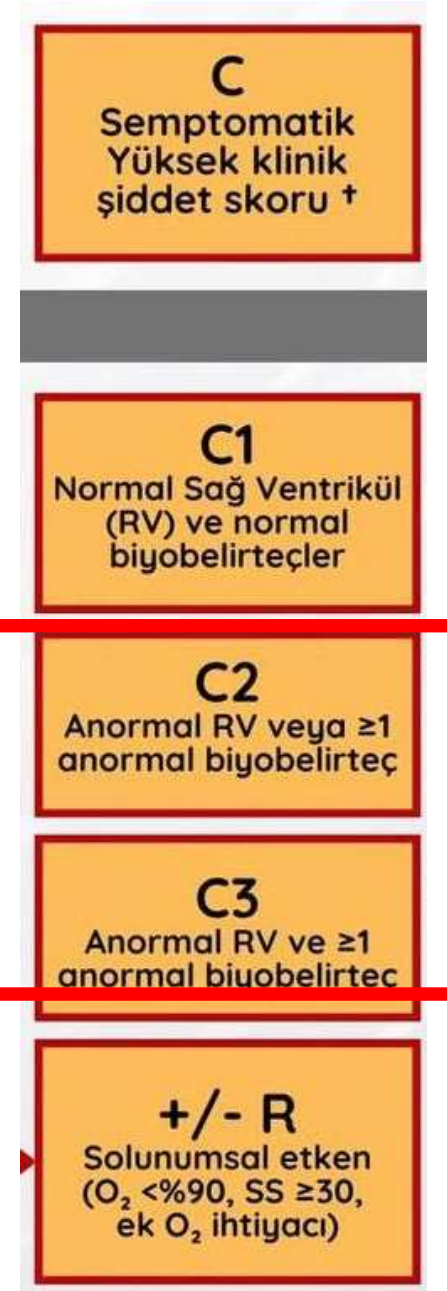 C
Semptomatik
Yüksek klinik
şiddet skoru †
C1
Normal Sağ Ventrikül
(RV) ve normal
biyobelirteçler
C2
Anormal RV veya ≥1
anormal biyobelirteç
C3
Anormal RV ve ≥1
anormal biyobelirteç
+/- R
Solunumsal etken
(O₂ <%90, SS ≥30,
ek O₂ ihtiyacı)